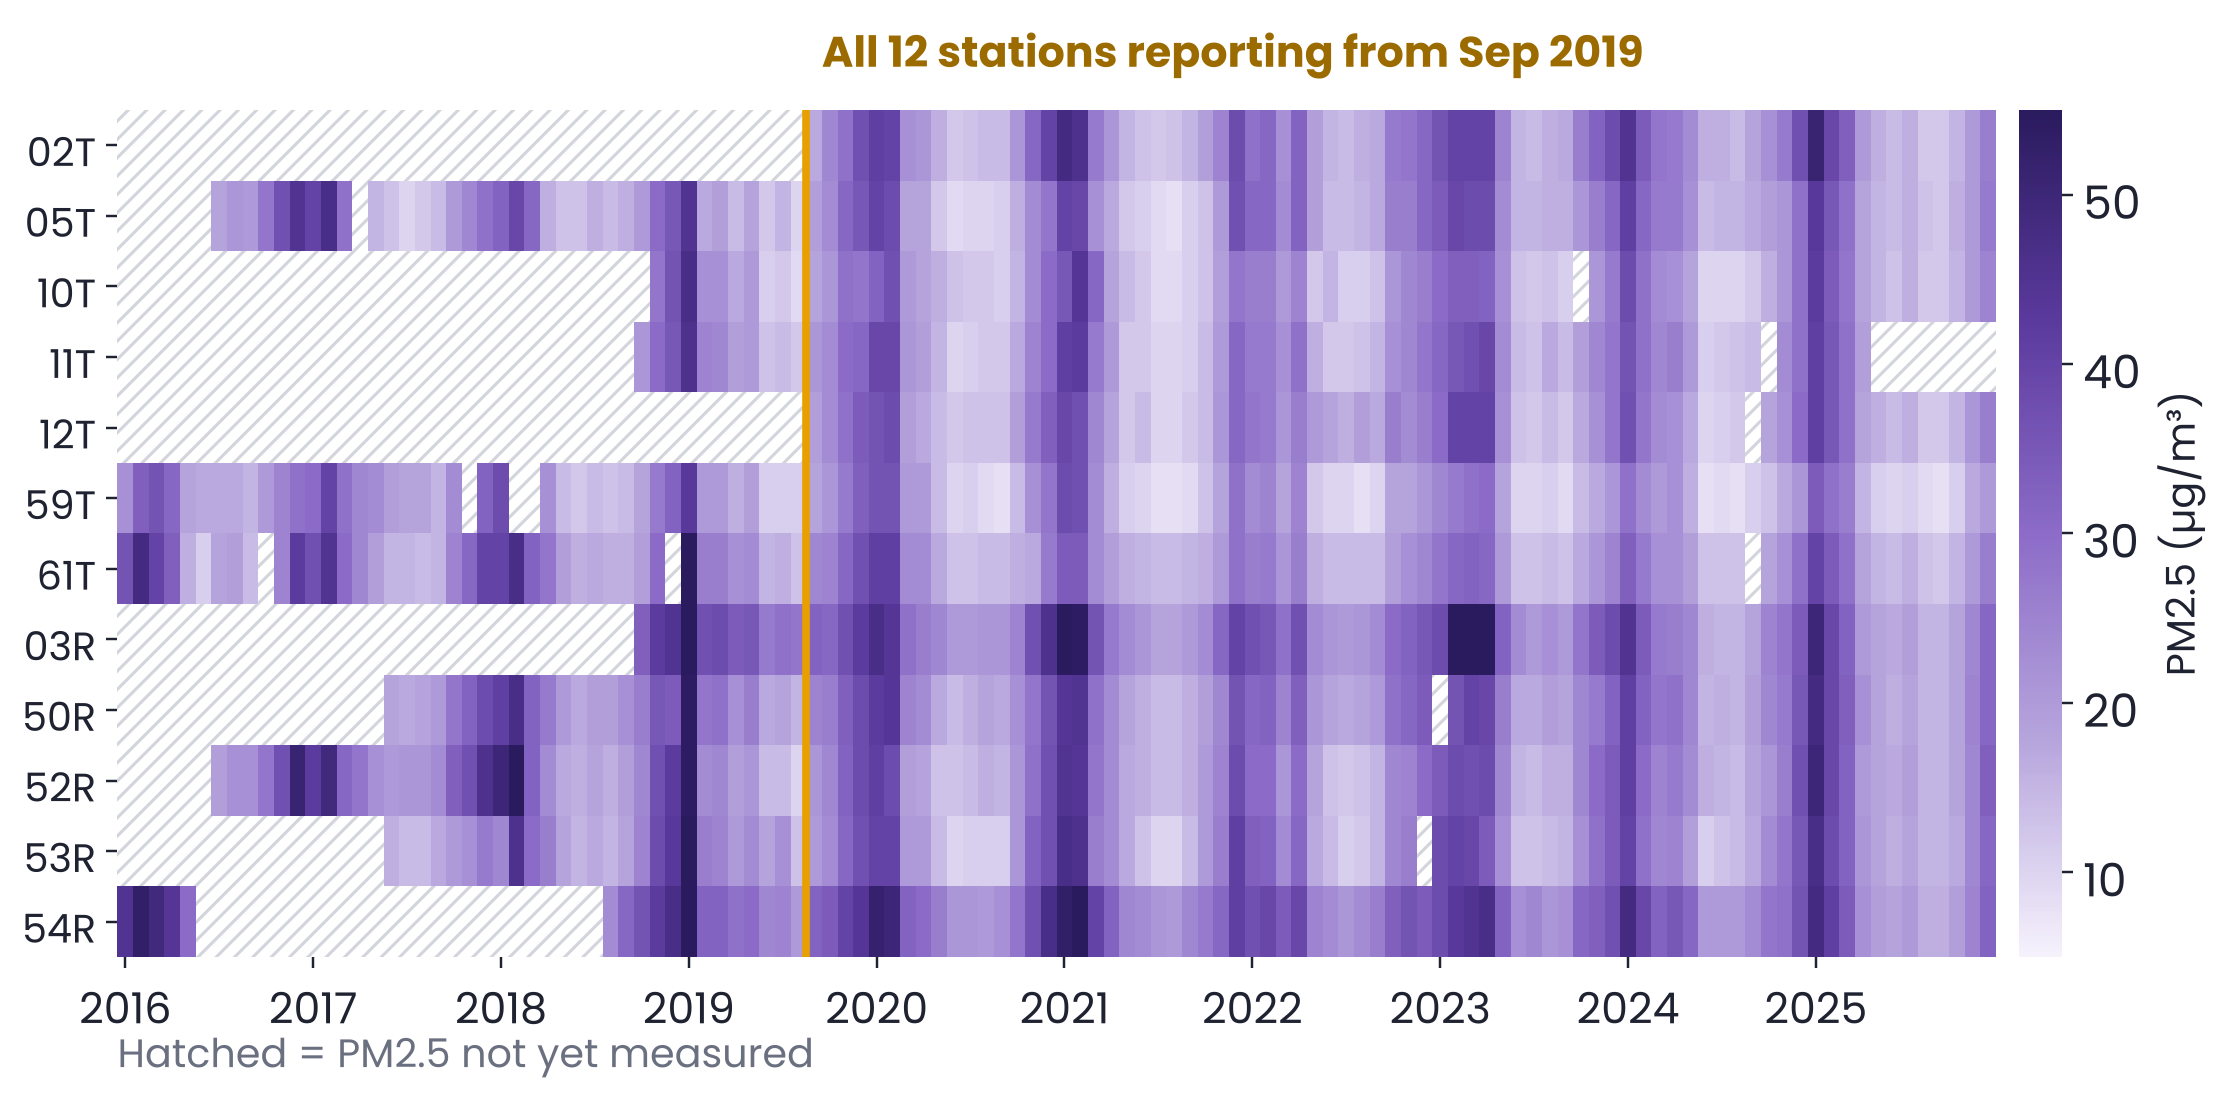 All 12 stations reporting from Sep 2019
02T
05T
10T
11T
12T
59T
61T
03R
50R
52R
53R
54R
2016 2017 2018 2019 2020 2021 2022 2023 2024 2025
Hatched = PM2.5 not yet measured
50
40
30
20
10
PM2.5 (µg/m³)